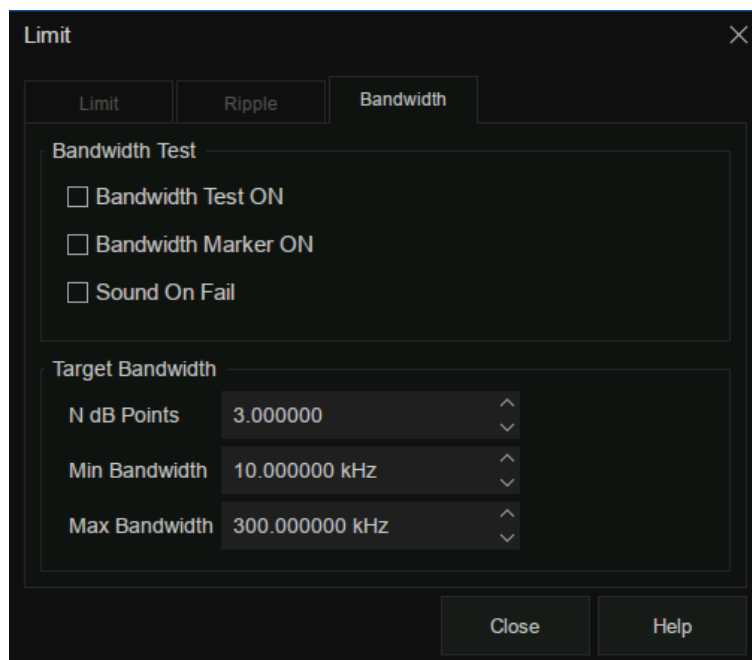 Limit
Limit Ripple Bandwidth
Bandwidth Test
Bandwidth Test ON
Bandwidth Marker ON
Sound On Fail
Target Bandwidth
N dB Points 3.000000
Min Bandwidth 10.000000 kHz
Max Bandwidth 300.000000 kHz
Close Help